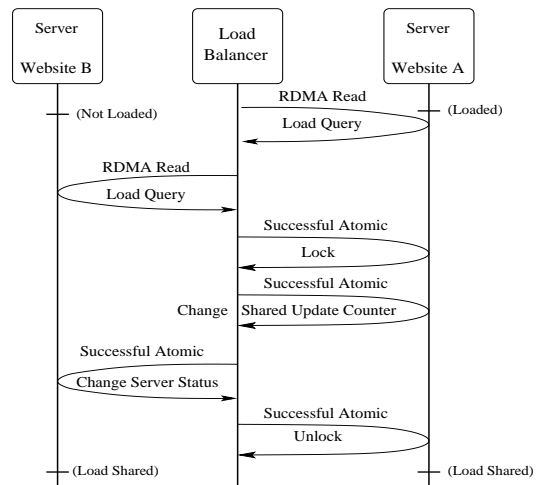 Server
Website B
Load
Balancer
Server
Website A
RDMA Read
(Not Loaded)
(Loaded)
Load Query
RDMA Read
Load Query
Successful Atomic
Lock
Successful Atomic
Change Shared Update Counter
Successful Atomic
Change Server Status
Successful Atomic
Unlock
(Load Shared)
(Load Shared)